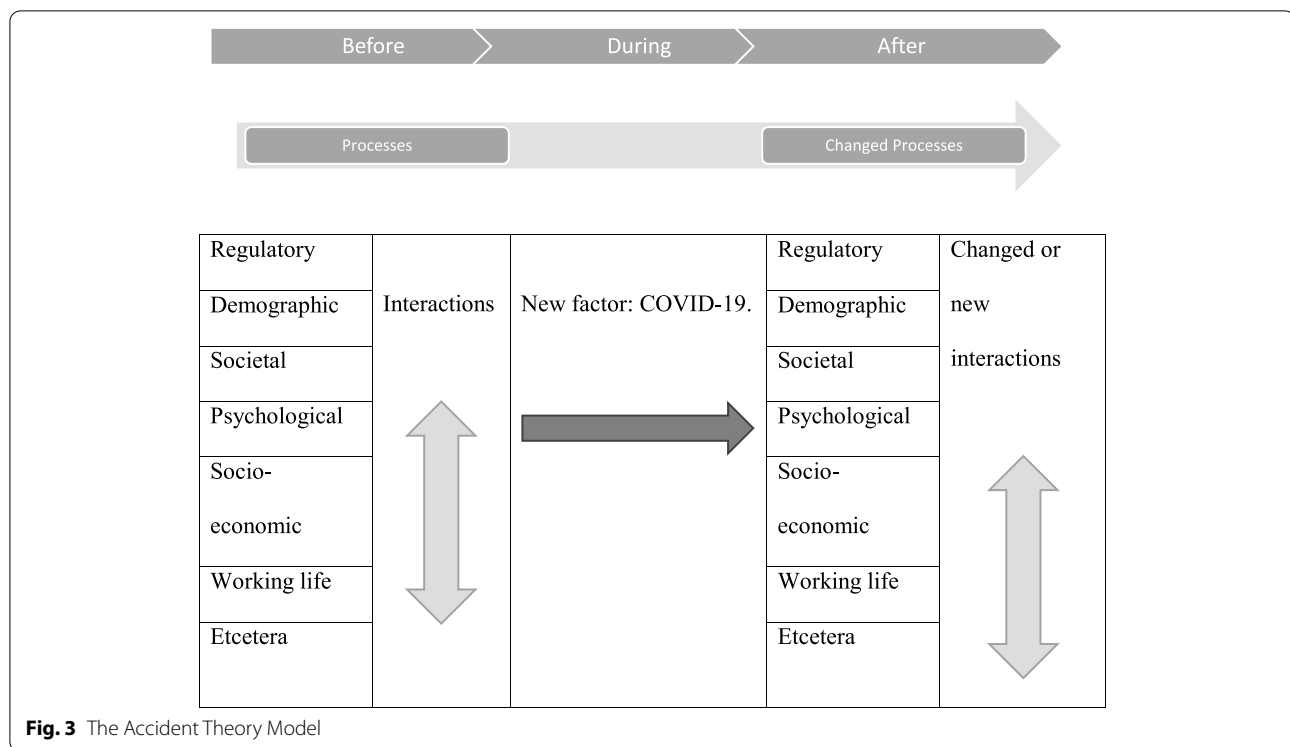 Before During After
Processes Changed Processes
Regulatory Regulatory Changed or
Demographic Interactions New factor: COVID-19. Demographic new
Societal Societal interactions
Psychological Psychological
Socio- Socio-
economic economic
Working life Working life
Etcetera Etcetera
Fig. 3 The Accident Theory Model